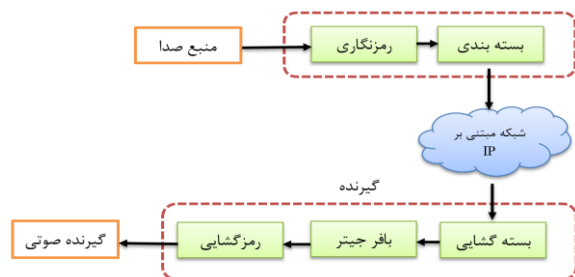 منبع صدا
رمزنگاری
بسته بندی
شبکه مبتنی بر
IP
گیرنده
بسته گشایی
بافر جیتر
رمزگشایی
گیرنده صوتی